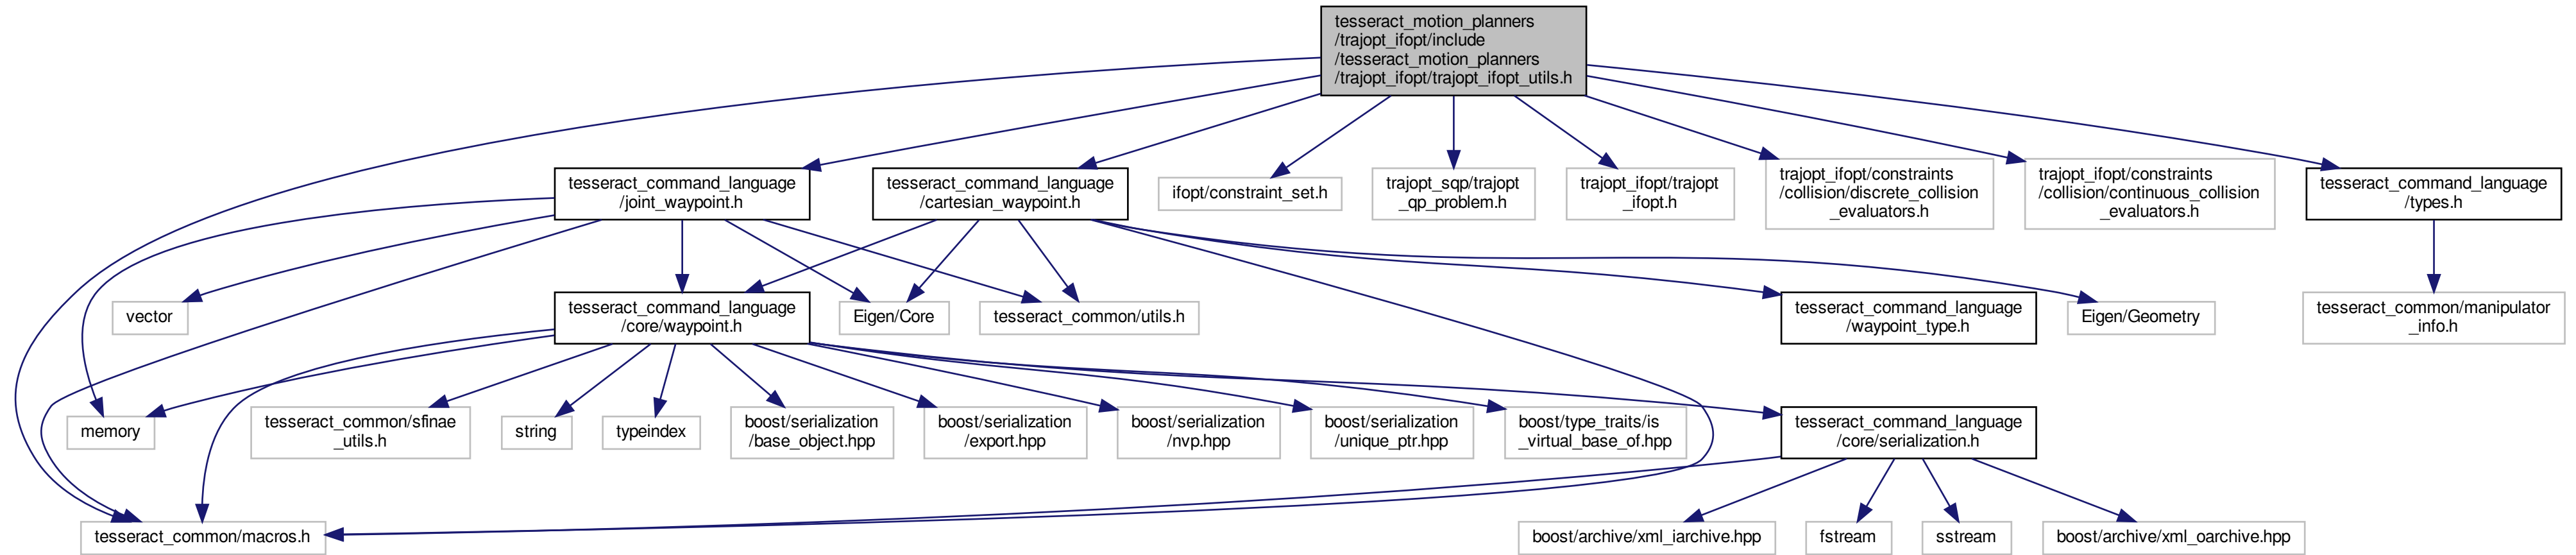 tesseract_motion_planners
/trajopt_ifopt/include
/tesseract_motion_planners
/trajopt_ifopt/trajopt_ifopt_utils.h
tesseract_command_language
/joint_waypoint.h
tesseract_command_language
/cartesian_waypoint.h
ifopt/constraint_set.h
trajopt_sqp/trajopt
_qp_problem.h
trajopt_ifopt/trajopt
_ifopt.h
trajopt_ifopt/constraints
/collision/discrete_collision
_evaluators.h
trajopt_ifopt/constraints
/collision/continuous_collision
_evaluators.h
tesseract_command_language
/types.h
vector
tesseract_command_language
/core/waypoint.h
Eigen/Core
tesseract_common/utils.h
tesseract_command_language
/waypoint_type.h
Eigen/Geometry
tesseract_common/manipulator
_info.h
memory
tesseract_common/sfinae
_utils.h
string
typeindex
boost/serialization
/base_object.hpp
boost/serialization
/export.hpp
boost/serialization
/nvp.hpp
boost/serialization
/unique_ptr.hpp
boost/type_traits/is
_virtual_base_of.hpp
tesseract_command_language
/core/serialization.h
tesseract_common/macros.h
boost/archive/xml_iarchive.hpp
fstream
sstream
boost/archive/xml_oarchive.hpp